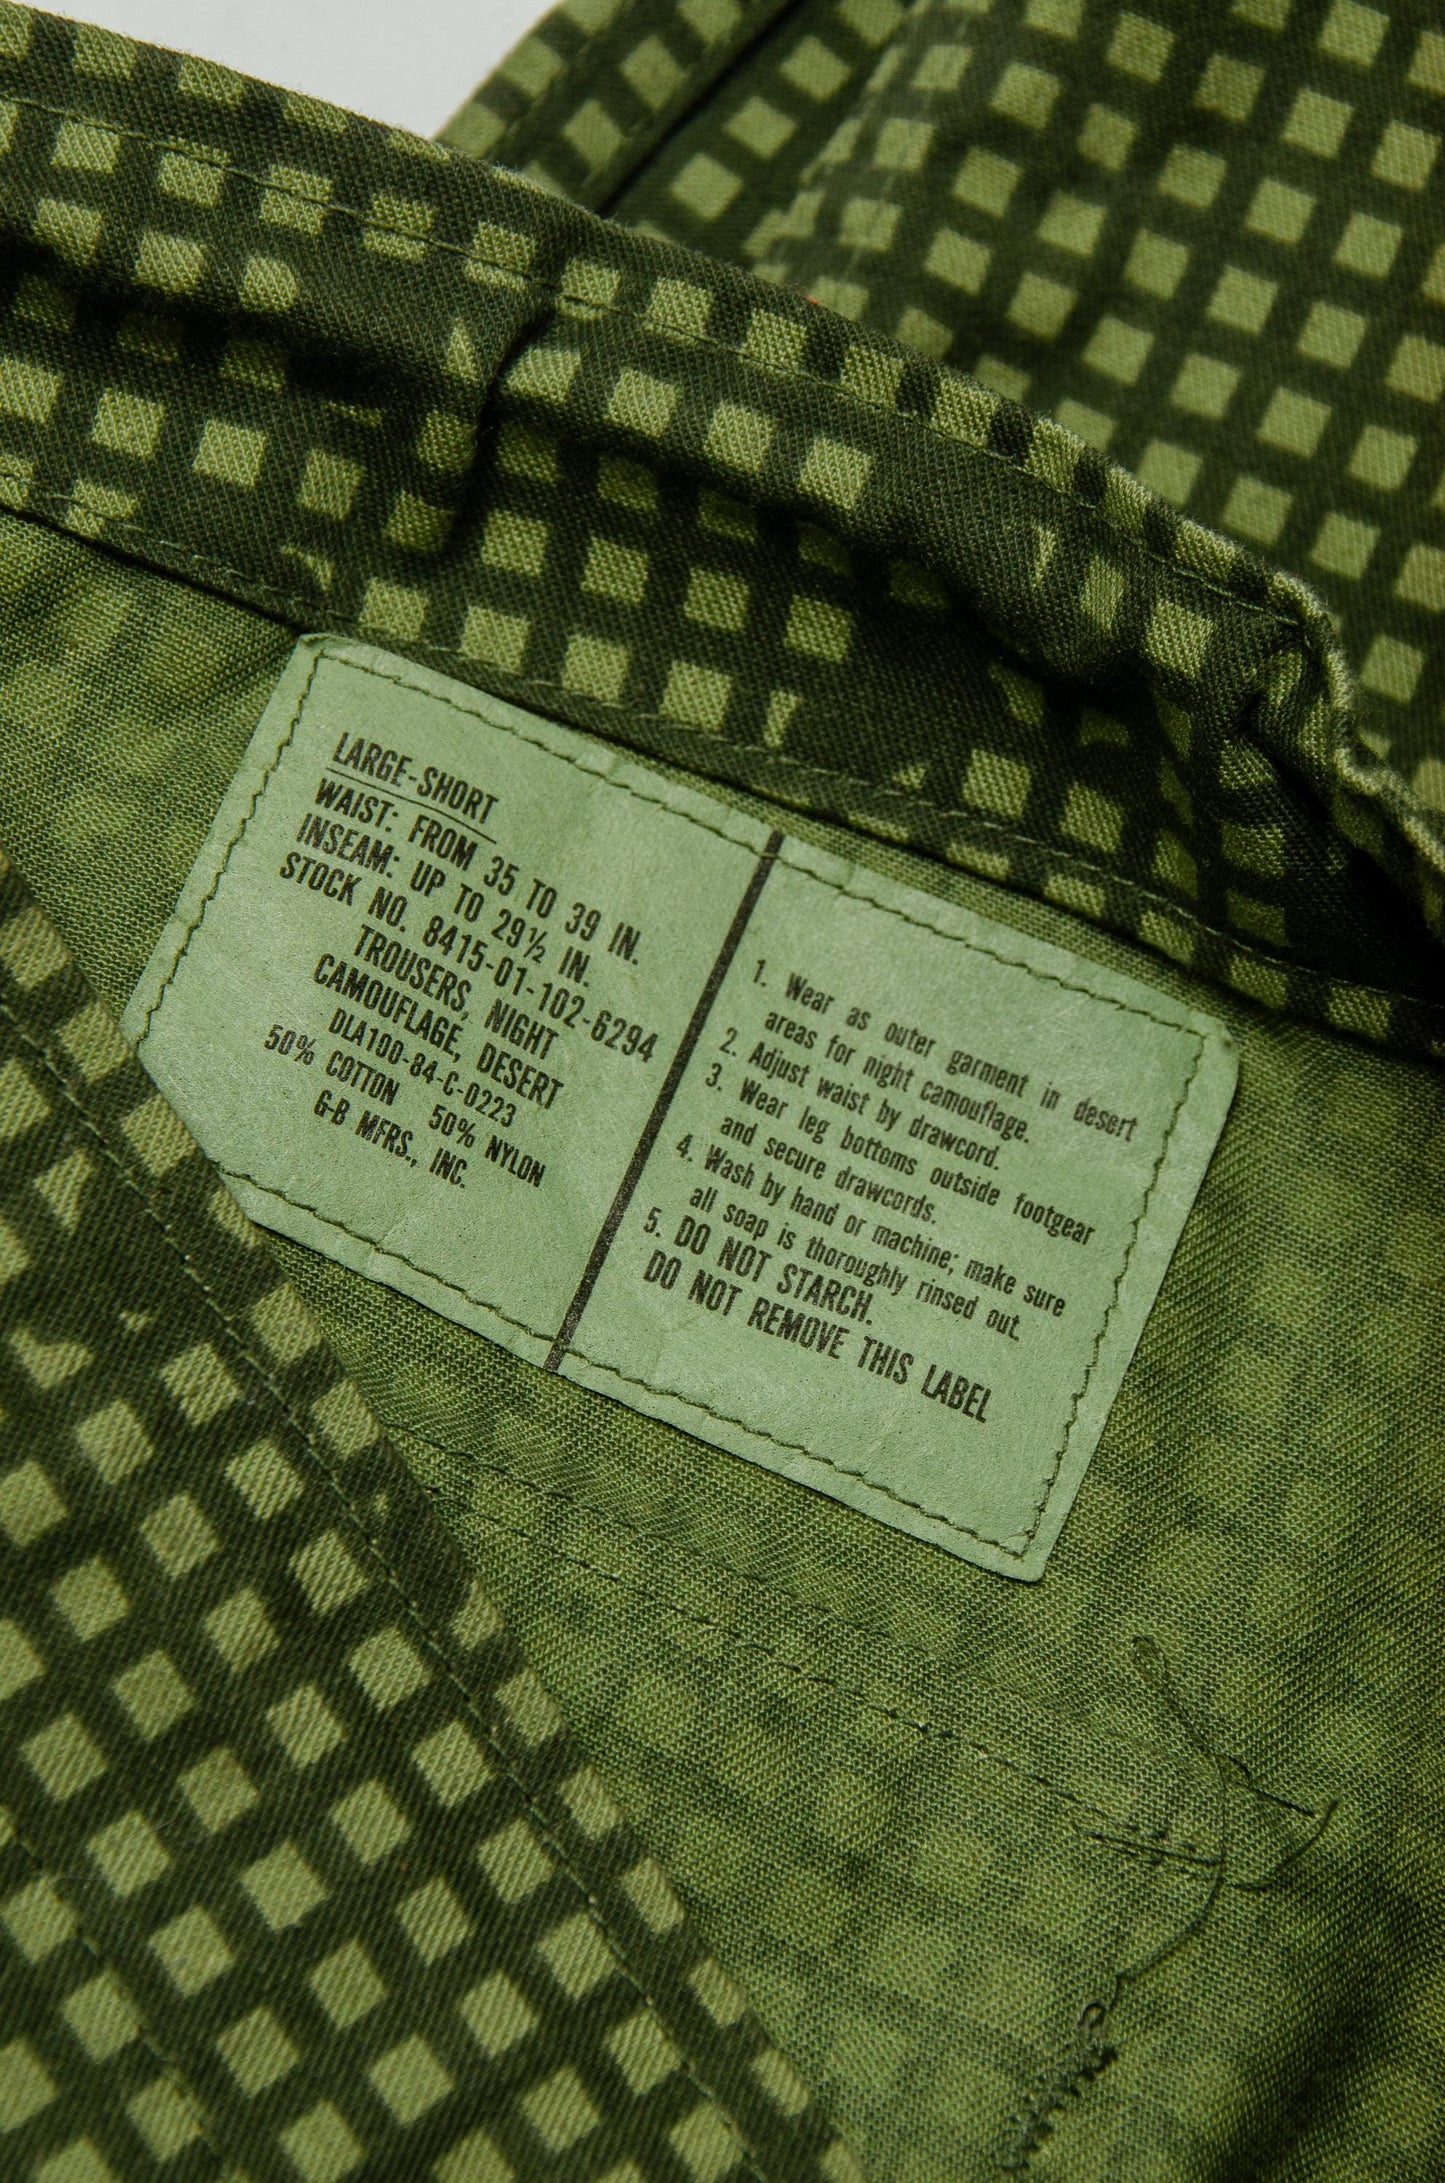 LARGE-SHORT
WAIST: FROM 35 TO 39 IN.
INSEAM: UP TO 29½ IN.
STOCK NO. 8415-01-102-6294
TROUSERS, NIGHT
CAMOUFLAGE, DESERT
DLA100-84-C-0223
50% COTTON 50% NYLON
G-B MFRS., INC.
1. Wear as outer garment in desert
areas for night camouflage.
2. Adjust waist by drawcord.
3. Wear leg bottoms outside footgear
and secure drawcords.
4. Wash by hand or machine; make sure
all soap is thoroughly rinsed out.
5. DO NOT STARCH.
DO NOT REMOVE THIS LABEL